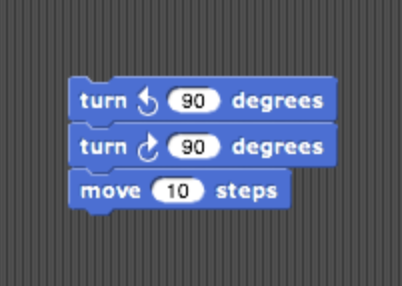 turn ↺ 90 degrees
turn ↻ 90 degrees
move 10 steps